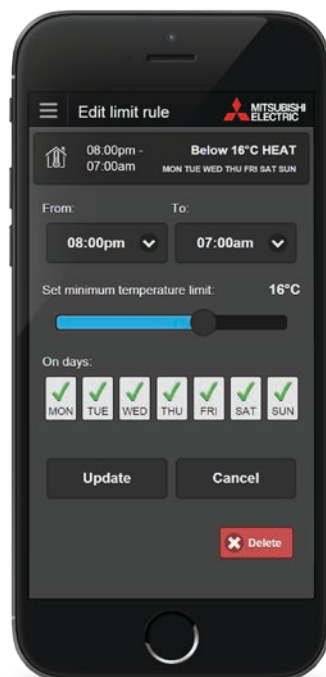 Edit limit rule
MITSUBISHI
ELECTRIC
08:00pm -
07:00am
Below 16°C HEAT
MON TUE WED THU FRI SAT SUN
From:
To:
08:00pm
07:00am
Set minimum temperature limit:
16°C
On days:
MON TUE WED THU FRI SAT SUN
Update
Cancel
Delete